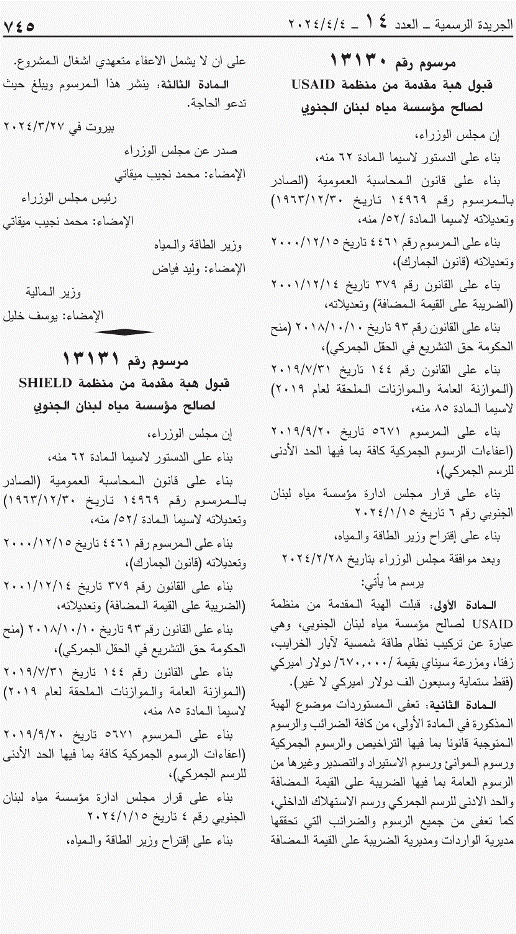 الجريدة الرسمية ـ العدد ١٤ ـ ٢٠٢٤/٤/٤
٧٤٥
مرسوم رقم ١٣١٣٠
قبول هبة مقدمة من منظمة USAID
لصالح مؤسسة مياه لبنان الجنوبي
إن مجلس الوزراء،
بناء على الدستور لاسيما المادة ٦٢ منه،
بناء على قانون المحاسبة العمومية (الصادر
بالمرسوم رقم ١٤٩٦٩ تاريخ ١٩٦٣/١٢/٣٠)
وتعديلاته لاسيما المادة /٥٢/ منه،
بناء على المرسوم رقم ٤٤٦١ تاريخ ٢٠٠٠/١٢/١٥
وتعديلاته (قانون الجمارك)،
بناء على القانون رقم ٣٧٩ تاريخ ٢٠٠١/١٢/١٤
(الضريبة على القيمة المضافة) وتعديلاته،
بناء على القانون رقم ٩٣ تاريخ ٢٠١٨/١٠/١٠ (منح
الحكومة حق التشريع في الحقل الجمركي)،
بناء على القانون رقم ١٤٤ تاريخ ٢٠١٩/٧/٣١
(الموازنة العامة والموازنات الملحقة لعام ٢٠١٩)
لاسيما المادة ٨٥ منه،
بناء على المرسوم ٥٦٧١ تاريخ ٢٠١٩/٩/٢٠
(اعفاءات الرسوم الجمركية كافة بما فيها الحد الأدنى
للرسم الجمركي)،
بناء على قرار مجلس ادارة مؤسسة مياه لبنان
الجنوبي رقم ٦ تاريخ ٢٠٢٤/١/١٥
بناء على إقتراح وزير الطاقة والمياه،
وبعد موافقة مجلس الوزراء بتاريخ ٢٠٢٤/٢/٢٨
يرسم ما يأتي:
المادة الأولى: قبلت الهبة المقدمة من منظمة
USAID لصالح مؤسسة مياه لبنان الجنوبي، وهي
عبارة عن تركيب نظام طاقة شمسية لآبار الخرايب،
زفتا، ومزرعة سيناي بقيمة /٦٧٠,٠٠٠/ دولار اميركي
(فقط ستماية وسبعون الف دولار اميركي لا غير).
المادة الثانية: تعفى المستوردات موضوع الهبة
المذكورة في المادة الأولى، من كافة الضرائب والرسوم
المتوجبة قانونا بما فيها التراخيص والرسوم الجمركية
ورسوم الموانئ ورسوم الاستيراد والتصدير وغيرها من
الرسوم العامة بما فيها الضريبة على القيمة المضافة
والحد الادنى للرسم الجمركي ورسم الاستهلاك الداخلي،
كما تعفى من جميع الرسوم والضرائب التي تحققها
مديرية الواردات ومديرية الضريبة على القيمة المضافة
على ان لا يشمل الاعفاء متعهدي أشغال المشروع.
المادة الثالثة: ينشر هذا المرسوم ويبلغ حيث
تدعو الحاجة.
بيروت في ٢٠٢٤/٣/٢٧
صدر عن مجلس الوزراء
الإمضاء: محمد نجيب ميقاتي
رئيس مجلس الوزراء
الإمضاء: محمد نجيب ميقاتي
وزير الطاقة والمياه
الإمضاء: وليد فياض
وزير المالية
الإمضاء: يوسف خليل
مرسوم رقم ١٣١٣١
قبول هبة مقدمة من منظمة SHIELD
لصالح مؤسسة مياه لبنان الجنوبي
إن مجلس الوزراء،
بناء على الدستور لاسيما المادة ٦٢ منه،
بناء على قانون المحاسبة العمومية (الصادر
بالمرسوم رقم ١٤٩٦٩ تاريخ ١٩٦٣/١٢/٣٠)
وتعديلاته لاسيما المادة /٥٢/ منه،
بناء على المرسوم رقم ٤٤٦١ تاريخ ٢٠٠٠/١٢/١٥
وتعديلاته (قانون الجمارك)،
بناء على القانون رقم ٣٧٩ تاريخ ٢٠٠١/١٢/١٤
(الضريبة على القيمة المضافة) وتعديلاته،
بناء على القانون رقم ٩٣ تاريخ ٢٠١٨/١٠/١٠ (منح
الحكومة حق التشريع في الحقل الجمركي)،
بناء على القانون رقم ١٤٤ تاريخ ٢٠١٩/٧/٣١
(الموازنة العامة والموازنات الملحقة لعام ٢٠١٩)
لاسيما المادة ٨٥ منه،
بناء على المرسوم ٥٦٧١ تاريخ ٢٠١٩/٩/٢٠
(إعفاءات الرسوم الجمركية كافة بما فيها الحد الأدنى
للرسم الجمركي)،
بناء على قرار مجلس ادارة مؤسسة مياه لبنان
الجنوبي رقم ٤ تاريخ ٢٠٢٤/١/١٥
بناء على إقتراح وزير الطاقة والمياه،